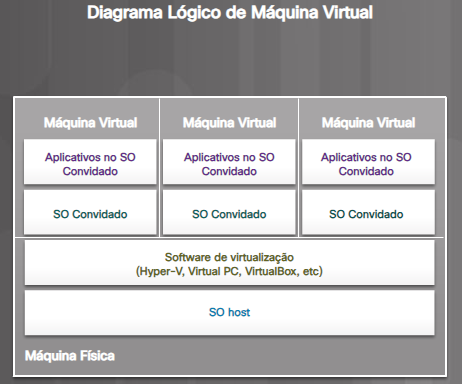 Diagrama Lógico de Máquina Virtual
Máquina Virtual
Máquina Virtual
Máquina Virtual
Aplicativos no SO
Convidado
Aplicativos no SO
Convidado
Aplicativos no SO
Convidado
SO Convidado
SO Convidado
SO Convidado
Software de virtualização
(Hyper-V, Virtual PC, VirtualBox, etc)
SO host
Máquina Física